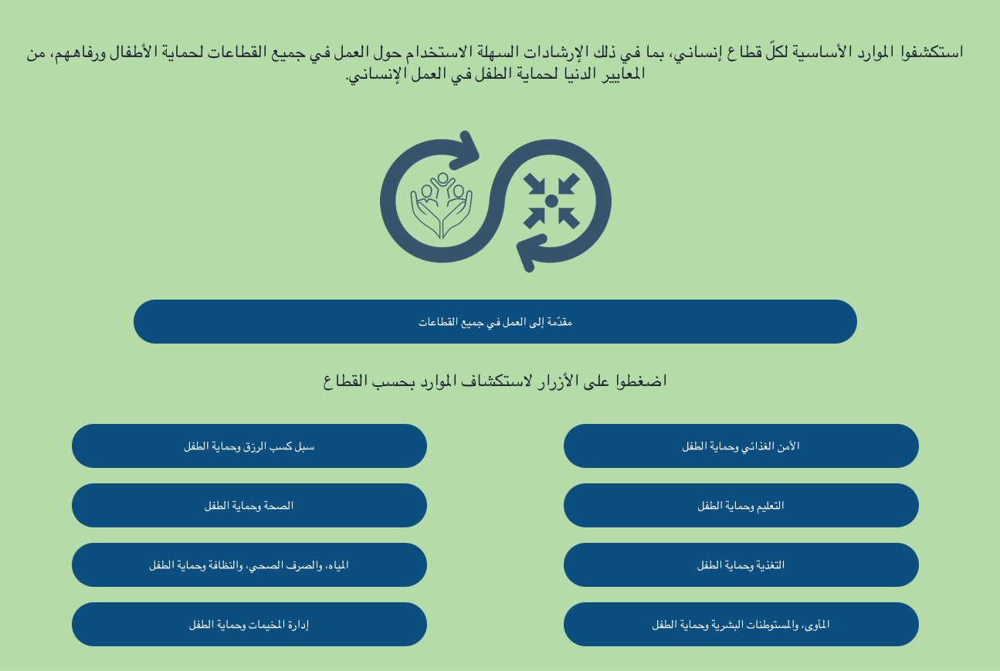 استكشفوا الموارد الأساسية لكلّ قطاع إنساني، بما في ذلك الإرشادات السهلة الاستخدام حول العمل في جميع القطاعات لحماية الأطفال ورفاههم، من
المعايير الدنيا لحماية الطفل في العمل الإنساني.
مقدّمة إلى العمل في جميع القطاعات
اضغطوا على الأزرار لاستكشاف الموارد بحسب القطاع
الأمن الغذائي وحماية الطفل
سبل كسب الرزق وحماية الطفل
التعليم وحماية الطفل
الصحة وحماية الطفل
التغذية وحماية الطفل
المياه، والصرف الصحي، والنظافة وحماية الطفل
المأوى، والمستوطنات البشرية وحماية الطفل
إدارة المخيمات وحماية الطفل